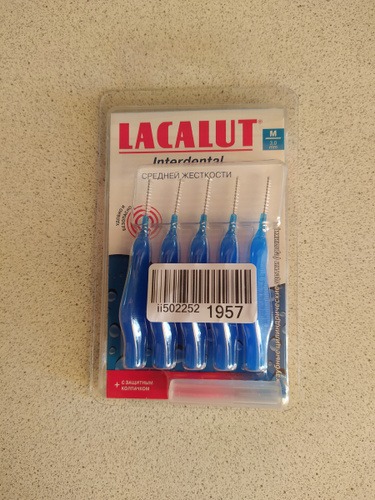 LACALUT
M
Interdental
СРЕДНЕЙ ЖЕСТКОСТИ
ii502252 1957
+ с защитным
колпачком